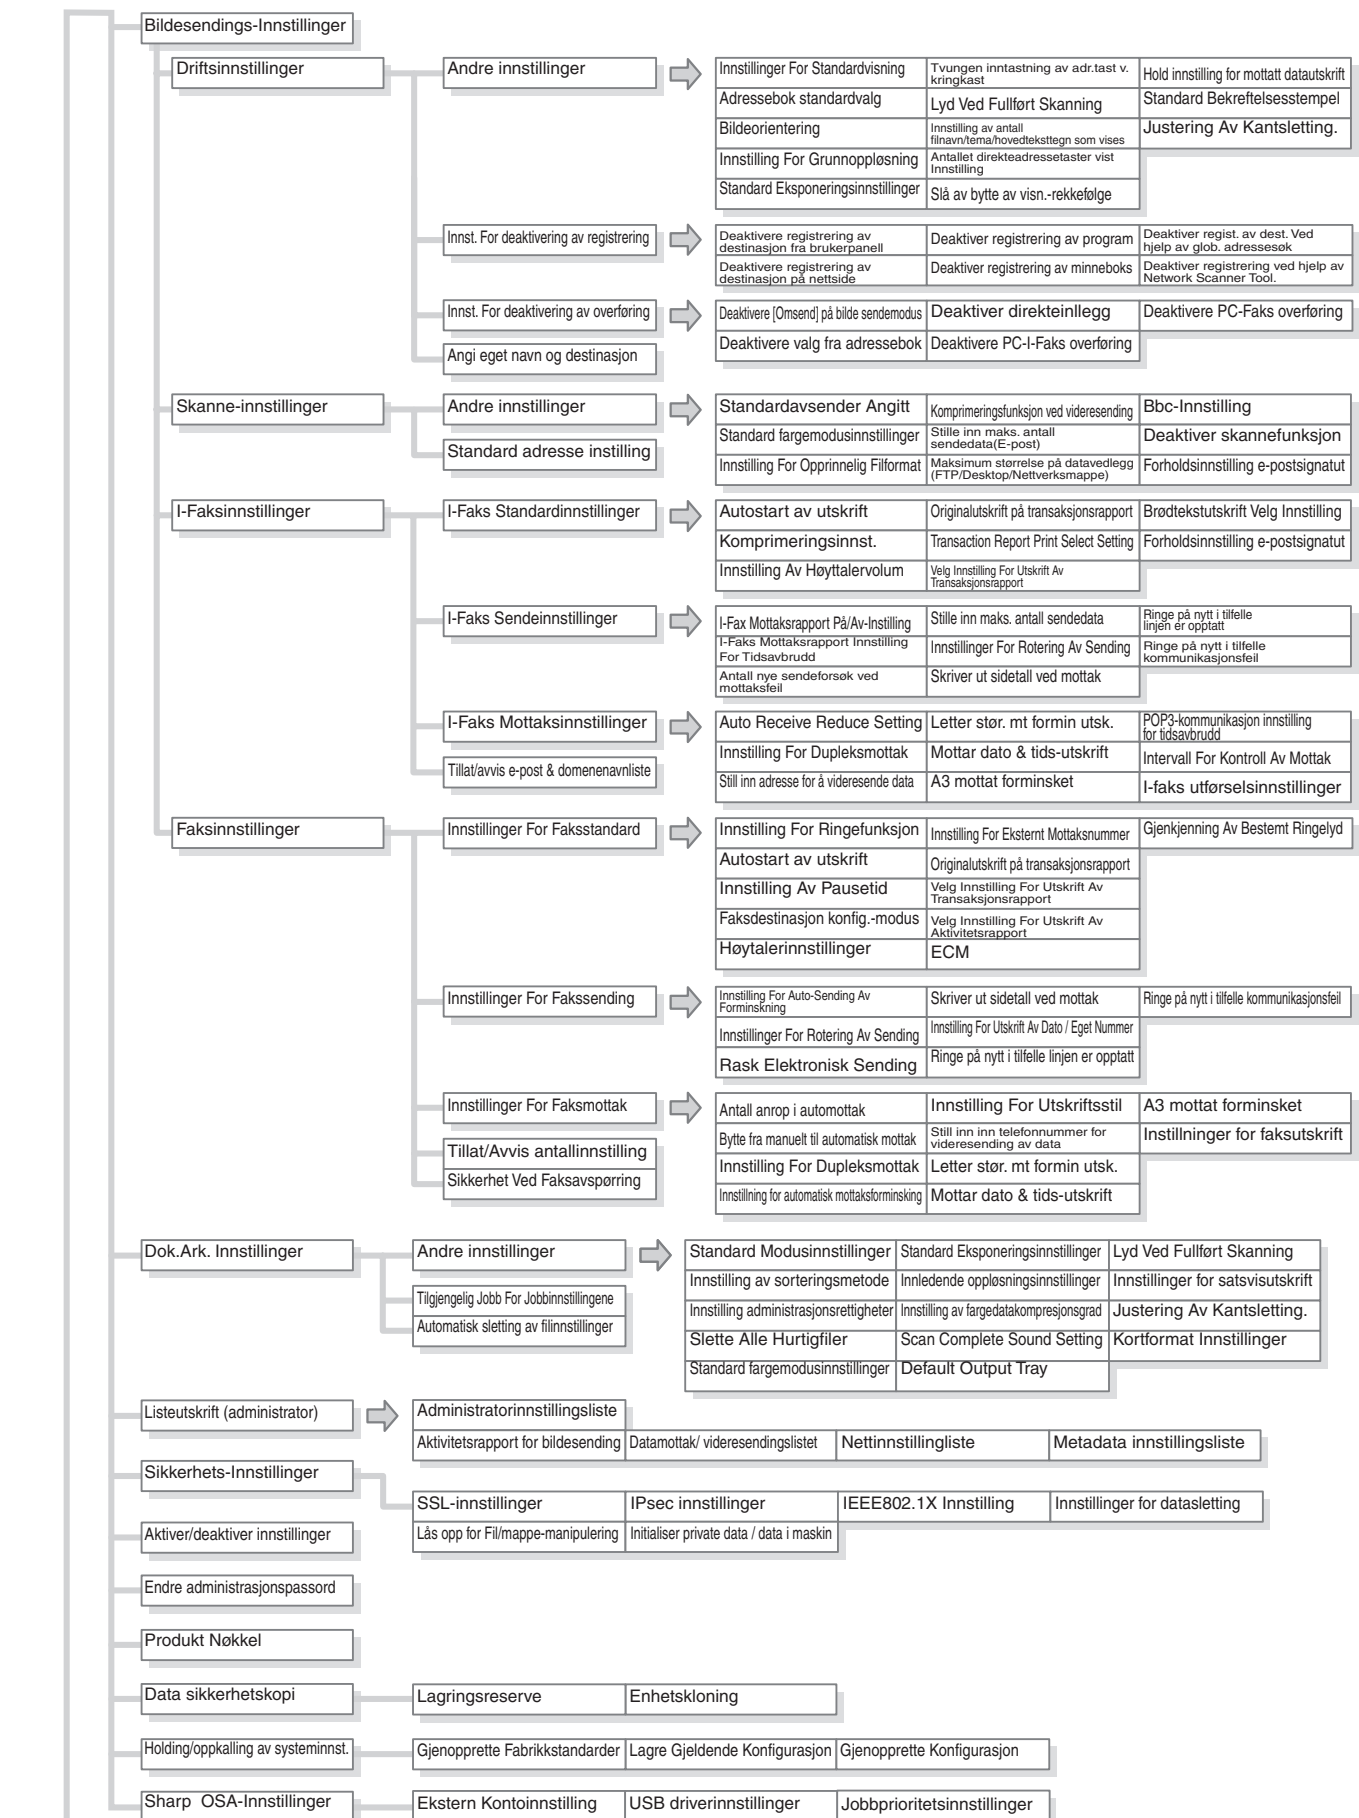 Bildesendings-Innstillinger
Driftsinnstillinger
Andre innstillinger
Innstillinger For Standardvisning
Tvungen inntastning av adr.tast v.
kringkast
Hold innstilling for mottatt datautskrift
Adressebok standardvalg
Lyd Ved Fullført Skanning
Standard Bekreftelsesstempel
Bildeorientering
Innstilling av antall
filnavn/tema/hovedteksttegn som vises
Justering Av Kantsletting.
Innstilling For Grunnoppløsning
Antallet direkteadressetaster vist
Innstilling
Standard Eksponeringsinnstillinger
Slå av bytte av visn.-rekkefølge
Innst. For deaktivering av registrering
Deaktivere registrering av
destinasjon fra brukerpanell
Deaktiver registrering av program
Deaktiver regist. av dest. Ved
hjelp av glob. adressesøk
Deaktivere registrering av
destinasjon på nettside
Deaktiver registrering av minneboks
Deaktiver registrering ved hjelp av
Network Scanner Tool.
Innst. For deaktivering av overføring
Deaktivere [Omsend] på bilde sendemodus
Deaktiver direkteinllegg
Deaktivere PC-Faks overføring
Deaktivere valg fra adressebok
Deaktivere PC-I-Faks overføring
Angi eget navn og destinasjon
Skanne-innstillinger
Andre innstillinger
Standardavsender Angitt
Komprimeringsfunksjon ved videresending
Bbc-Innstilling
Standard fargemodusinnstillinger
Stille inn maks. antall
sendedata(E-post)
Deaktiver skannefunksjon
Standard adresse instilling
Innstilling For Opprinnelig Filformat
Maksimum størrelse på datavedlegg
(FTP/Desktop/Nettverksmappe)
Forholdsinnstilling e-postsignatut
I-Faksinnstillinger
I-Faks Standardinnstillinger
Autostart av utskrift
Originalutskrift på transaksjonsrapport
Brødtekstutskrift Velg Innstilling
Komprimeringsinnst.
Transaction Report Print Select Setting
Forholdsinnstilling e-postsignatut
Innstilling Av Høyttalervolum
Velg Innstilling For Utskrift Av
Transaksjonsrapport
I-Faks Sendeinnstillinger
I-Fax Mottaksrapport På/Av-Instilling
Stille inn maks. antall sendedata
Ringe på nytt i tilfelle
linjen er opptatt
I-Faks Mottaksrapport Innstilling
For Tidsavbrudd
Innstillinger For Rotering Av Sending
Ringe på nytt i tilfelle
kommunikasjonsfeil
Antall nye sendeforsøk ved
mottaksfeil
Skriver ut sidetall ved mottak
I-Faks Mottaksinnstillinger
Auto Receive Reduce Setting
Letter stør. mt formin utsk.
POP3-kommunikasjon innstilling
for tidsavbrudd
Innstilling For Dupleksmottak
Mottar dato & tids-utskrift
Intervall For Kontroll Av Mottak
Tillat/avvis e-post & domenenavnliste
Still inn adresse for å videresende data
A3 mottat forminsket
I-faks utførselsinnstillinger
Faksinnstillinger
Innstillinger For Faksstandard
Innstilling For Ringefunksjon
Innstilling For Eksternt Mottaksnummer
Gjenkjenning Av Bestemt Ringelyd
Autostart av utskrift
Originalutskrift på transaksjonsrapport
Innstilling Av Pausetid
Velg Innstilling For Utskrift Av
Transaksjonsrapport
Faksdestinasjon konfig.-modus
Velg Innstilling For Utskrift Av
Aktivitetsrapport
Høytalerinnstillinger
ECM
Innstillinger For Fakssending
Innstilling For Auto-Sending Av
Forminskning
Skriver ut sidetall ved mottak
Ringe på nytt i tilfelle kommunikasjonsfeil
Innstillinger For Rotering Av Sending
Innstilling For Utskrift Av Dato / Eget Nummer
Rask Elektronisk Sending
Ringe på nytt i tilfelle linjen er opptatt
Innstillinger For Faksmottak
Antall anrop i automottak
Innstilling For Utskriftsstil
A3 mottat forminsket
Bytte fra manuelt til automatisk mottak
Still inn inn telefonnummer for
videresending av data
Instillninger for faksutskrift
Tillat/Avvis antallinnstilling
Innstilling For Dupleksmottak
Letter stør. mt formin utsk.
Sikkerhet Ved Faksavspørring
Innstillning for automatisk mottaksforminsking
Mottar dato & tids-utskrift
Dok.Ark. Innstillinger
Andre innstillinger
Standard Modusinnstillinger
Standard Eksponeringsinnstillinger
Lyd Ved Fullført Skanning
Innstilling av sorteringsmetode
Innledende oppløsningsinnstillinger
Innstillinger for satsvisutskrift
Tilgjengelig Jobb For Jobbinnstillingene
Innstilling administrasjonsrettigheter
Innstilling av fargedatakompresjonsgrad
Justering Av Kantsletting.
Automatisk sletting av filinnstillinger
Slette Alle Hurtigfiler
Scan Complete Sound Setting
Kortformat Innstillinger
Standard fargemodusinnstillinger
Default Output Tray
Listeutskrift (administrator)
Administratorinnstillingsliste
Aktivitetsrapport for bildesending
Datamottak/ videresendingslistet
Nettinnstillingliste
Metadata innstillingsliste
Sikkerhets-Innstillinger
SSL-innstillinger
IPsec innstillinger
IEEE802.1X Innstilling
Innstillinger for datasletting
Lås opp for Fil/mappe-manipulering
Initialiser private data / data i maskin
Aktiver/deaktiver innstillinger
Endre administrasjonspassord
Produkt Nøkkel
Data sikkerhetskopi
Lagringsreserve
Enhetskloning
Holding/oppkalling av systeminnst.
Gjenopprette Fabrikkstandarder
Lagre Gjeldende Konfigurasjon
Gjenopprette Konfigurasjon
Sharp OSA-Innstillinger
Ekstern Kontoinnstilling
USB driverinnstillinger
Jobbprioritetsinnstillinger